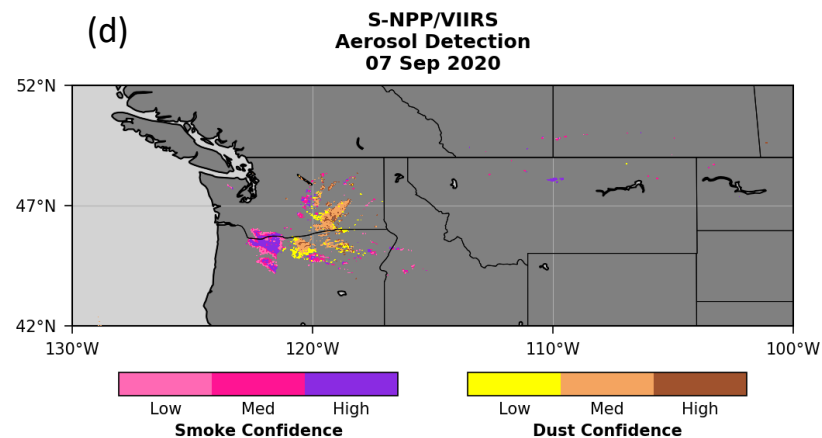 (d)
S-NPP/VIIRS
Aerosol Detection
07 Sep 2020
52°N
47°N
42°N
130°W 120°W 110°W 100°W
Low Med High Low Med High
Smoke Confidence Dust Confidence